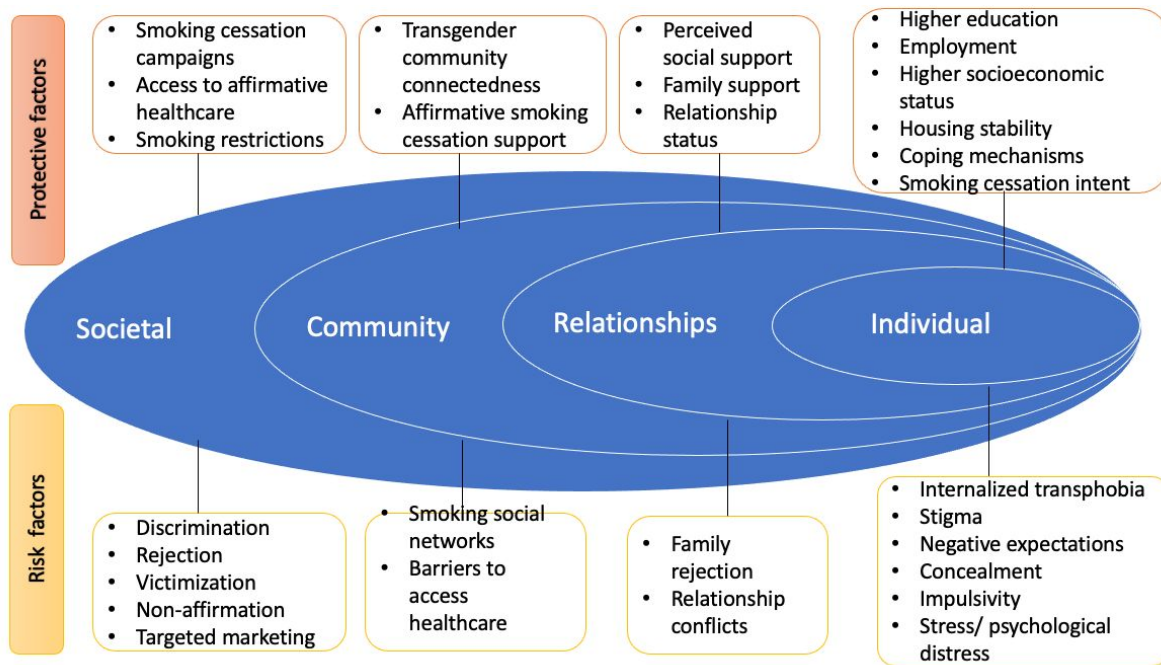 Protective factors
• Smoking cessation
campaigns
• Access to affirmative
healthcare
• Smoking restrictions
• Transgender
community
connectedness
• Affirmative smoking
cessation support
• Perceived
social support
• Family support
• Relationship
status
• Higher education
• Employment
• Higher socioeconomic
status
• Housing stability
• Coping mechanisms
• Smoking cessation intent
Societal
Community
Relationships
Individual
Risk factors
• Discrimination
• Rejection
• Victimization
• Non-affirmation
• Targeted marketing
• Smoking social
networks
• Barriers to
access
healthcare
• Family
rejection
• Relationship
conflicts
• Internalized transphobia
• Stigma
• Negative expectations
• Concealment
• Impulsivity
• Stress/ psychological
distress